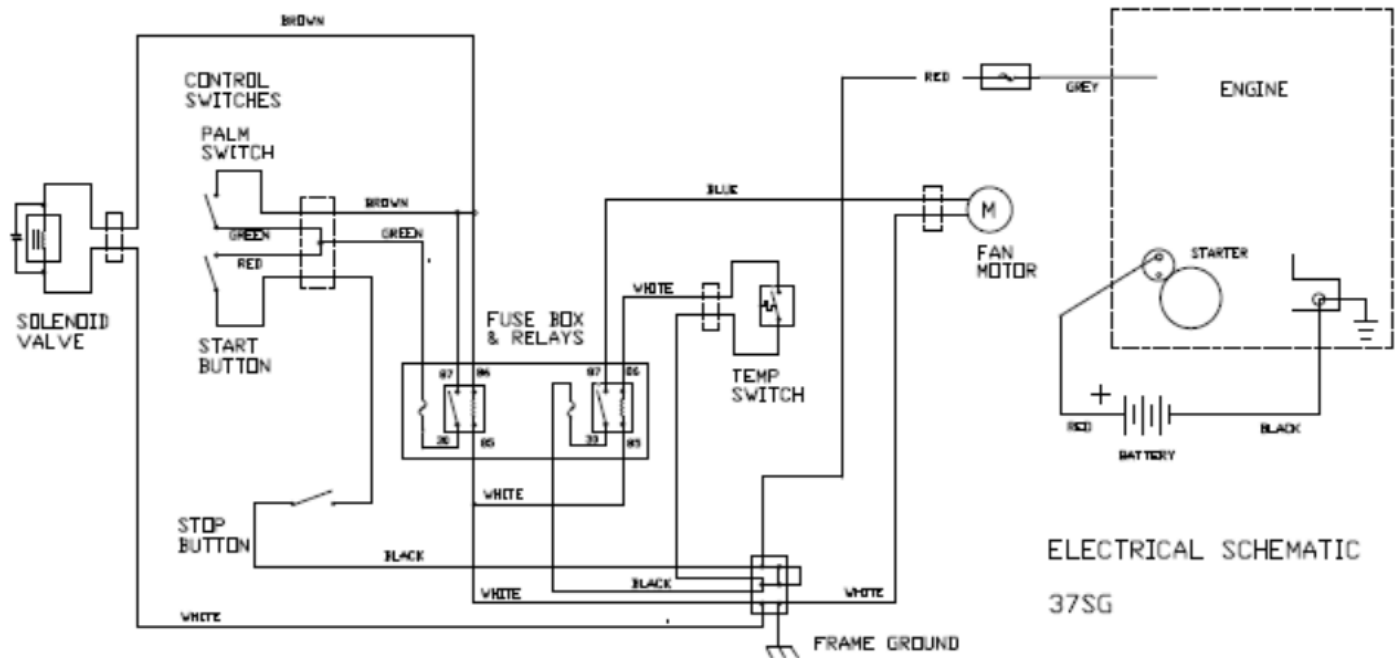 BROWN
CONTROL
SWITCHES
PALM
SWITCH
BROWN
GREEN
GREEN
RED
SOLENOID
VALVE
START
BUTTON
STOP
BUTTON
FUSE BOX
& RELAYS
87
86
30
85
87
86
30
85
WHITE
TEMP
SWITCH
BLUE
M
FAN
MOTOR
RED
GREY
ENGINE
STARTER
+
RED
BATTERY
BLACK
WHITE
BLACK
BLACK
WHITE
WHITE
WHITE
FRAME GROUND
ELECTRICAL SCHEMATIC
37SG